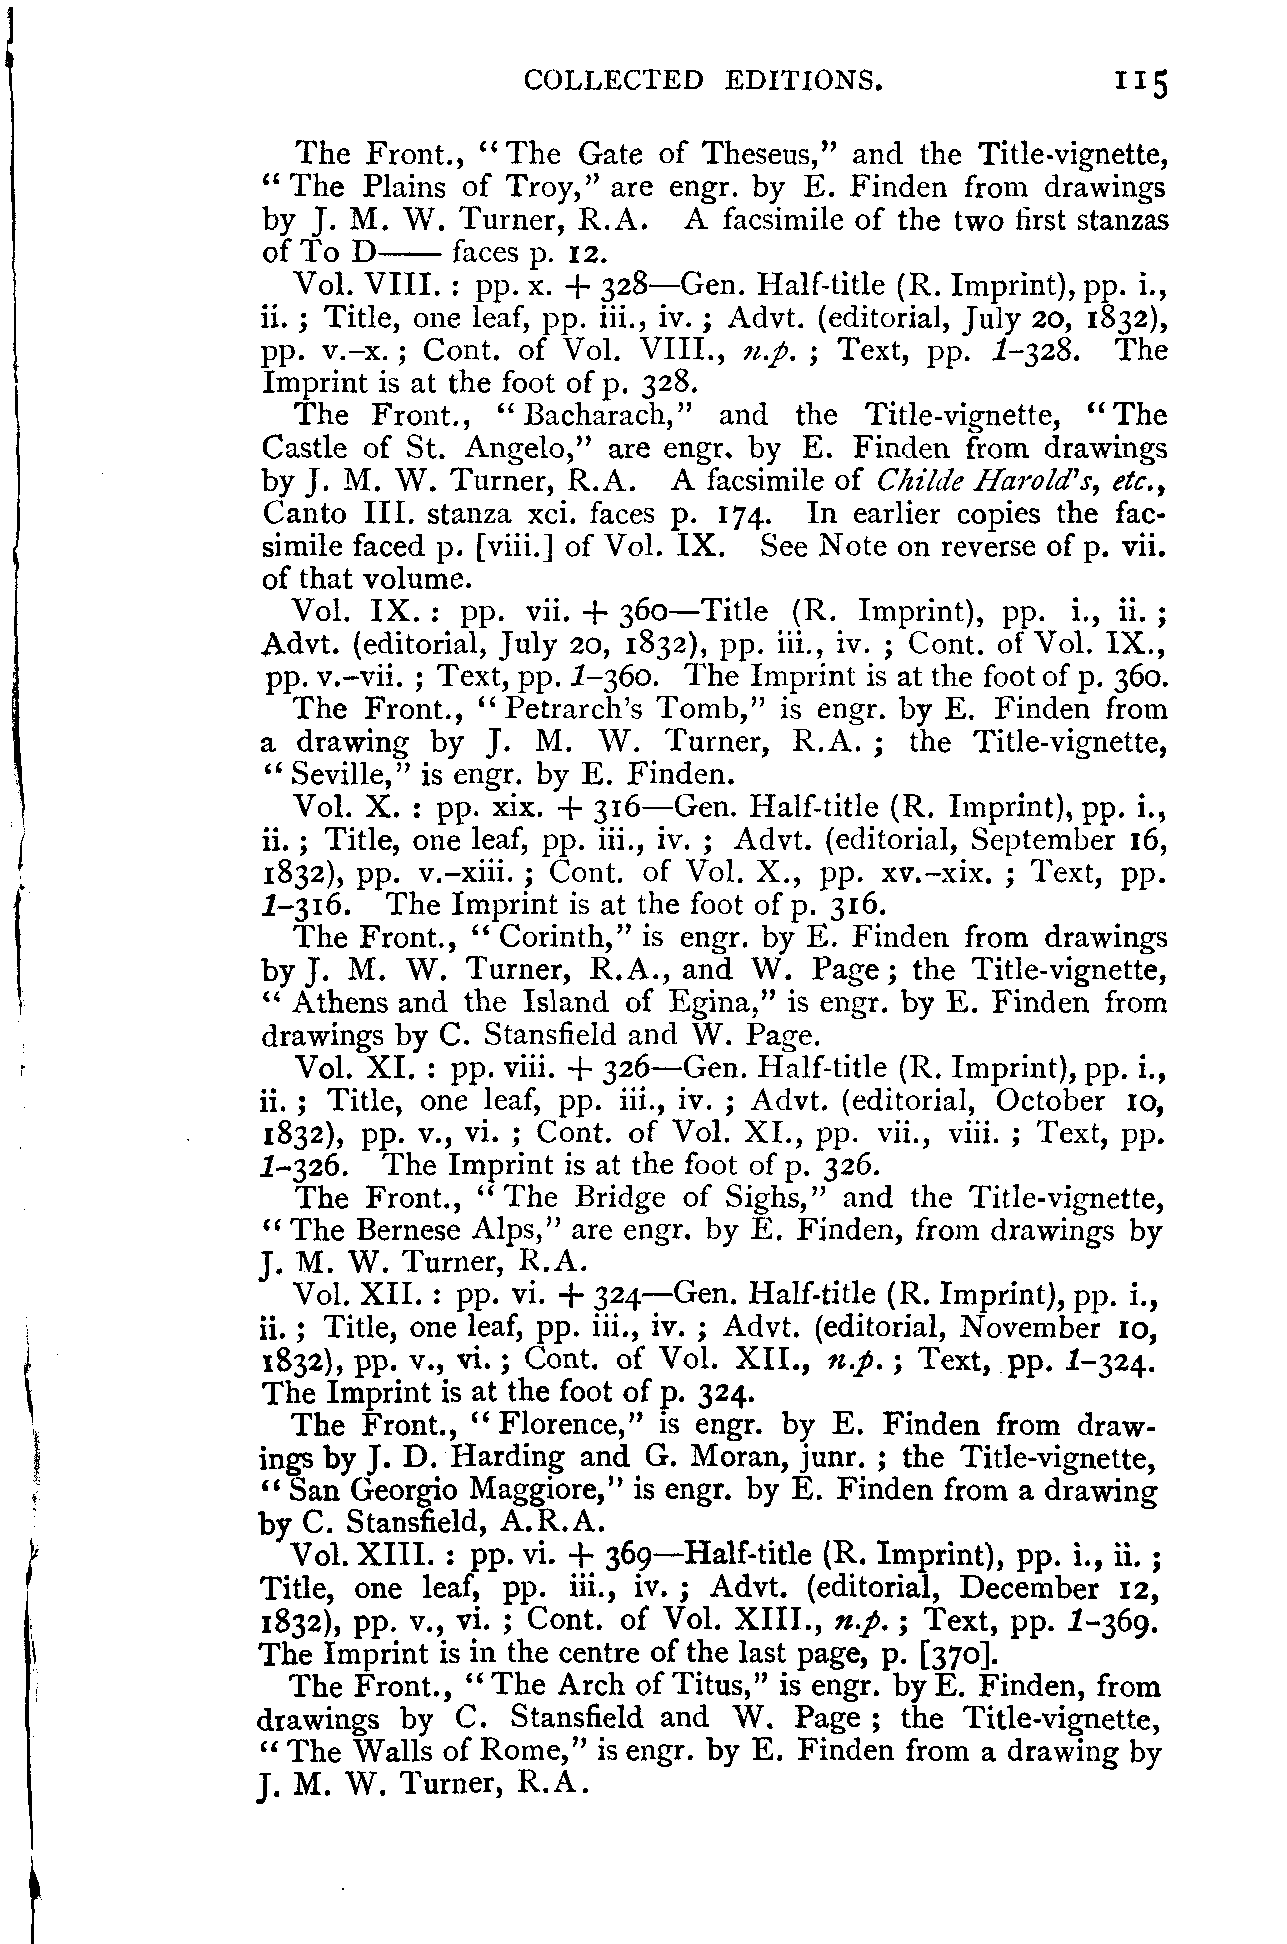 COLLECTED EDITIONS. 115
The Front., “The Gate of Theseus,” and the Title-vignette,
“The Plains of Troy,” are engr. by E. Finden from drawings
by J. M. W. Turner, R.A. A facsimile of the two first stanzas
of To D—— faces p. 12.
Vol. VIII. : pp. x. + 328—Gen. Half-title (R. Imprint), pp. i.,
ii. ; Title, one leaf, pp. iii., iv. ; Advt. (editorial, July 20, 1832),
pp. v.–x. ; Cont. of Vol. VIII., n.p. ; Text, pp. 1–328. The
Imprint is at the foot of p. 328.
The Front., “Bacharach,” and the Title-vignette, “The
Castle of St. Angelo,” are engr. by E. Finden from drawings
by J. M. W. Turner, R.A. A facsimile of Childe Harold's, etc.,
Canto III. stanza xci. faces p. 174. In earlier copies the fac-
simile faced p. [viii.] of Vol. IX. See Note on reverse of p. vii.
of that volume.
Vol. IX. : pp. vii. + 360—Title (R. Imprint), pp. i., ii. ;
Advt. (editorial, July 20, 1832), pp. iii., iv. ; Cont. of Vol. IX.,
pp. v.–vii. ; Text, pp. 1–360. The Imprint is at the foot of p. 360.
The Front., “Petrarch's Tomb,” is engr. by E. Finden from
a drawing by J. M. W. Turner, R.A. ; the Title-vignette,
“Seville,” is engr. by E. Finden.
Vol. X. : pp. xix. + 316—Gen. Half-title (R. Imprint), pp. i.,
ii. ; Title, one leaf, pp. iii., iv. ; Advt. (editorial, September 16,
1832), pp. v.–xiii. ; Cont. of Vol. X., pp. xv.–xix. ; Text, pp.
1–316. The Imprint is at the foot of p. 316.
The Front., “Corinth,” is engr. by E. Finden from drawings
by J. M. W. Turner, R.A., and W. Page ; the Title-vignette,
“Athens and the Island of Egina,” is engr. by E. Finden from
drawings by C. Stansfield and W. Page.
Vol. XI. : pp. viii. + 326—Gen. Half-title (R. Imprint), pp. i.,
ii. ; Title, one leaf, pp. iii., iv. ; Advt. (editorial, October 10,
1832), pp. v., vi. ; Cont. of Vol. XI., pp. vii., viii. ; Text, pp.
1–326. The Imprint is at the foot of p. 326.
The Front., “The Bridge of Sighs,” and the Title-vignette,
“The Bernese Alps,” are engr. by E. Finden, from drawings by
J. M. W. Turner, R.A.
Vol. XII. : pp. vi. + 324—Gen. Half-title (R. Imprint), pp. i.,
ii. ; Title, one leaf, pp. iii., iv. ; Advt. (editorial, November 10,
1832), pp. v., vi. ; Cont. of Vol. XII., n.p. ; Text, pp. 1–324.
The Imprint is at the foot of p. 324.
The Front., “Florence,” is engr. by E. Finden from draw-
ings by J. D. Harding and G. Moran, junr. ; the Title-vignette,
“San Georgio Maggiore,” is engr. by E. Finden from a drawing
by C. Stansfield, A.R.A.
Vol. XIII. : pp. vi. + 369—Half-title (R. Imprint), pp. i., ii. ;
Title, one leaf, pp. iii., iv. ; Advt. (editorial, December 12,
1832), pp. v., vi. ; Cont. of Vol. XIII., n.p. ; Text, pp. 1–369.
The Imprint is in the centre of the last page, p. [370].
The Front., “The Arch of Titus,” is engr. by E. Finden, from
drawings by C. Stansfield and W. Page ; the Title-vignette,
“The Walls of Rome,” is engr. by E. Finden from a drawing by
J. M. W. Turner, R.A.